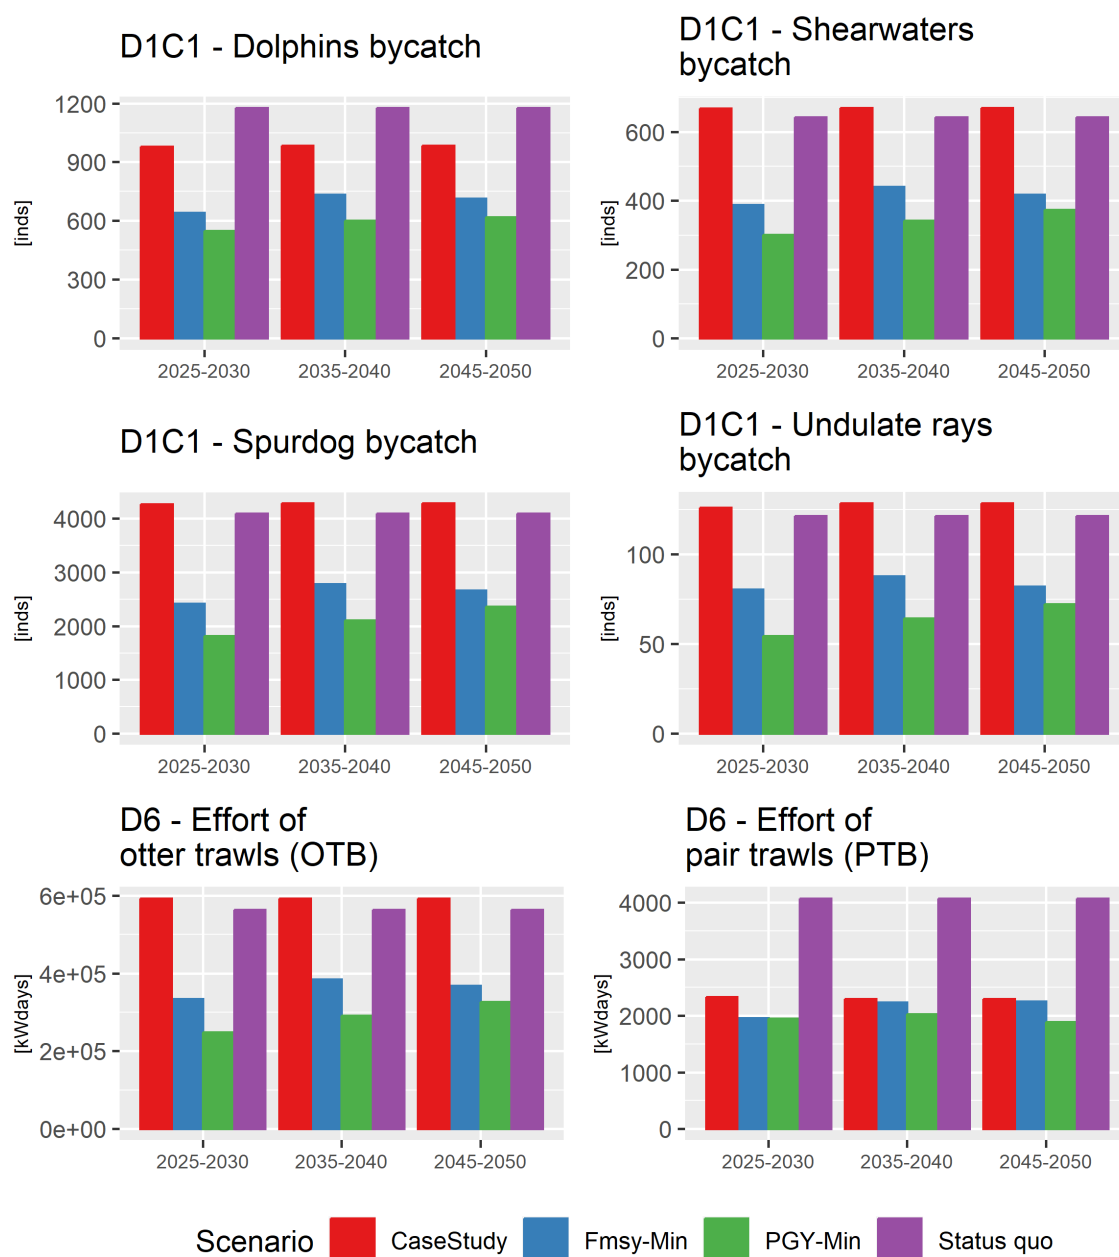 D1C1 - Dolphins bycatch
[inds]
1200
900
600
300
0
2025-2030 2035-2040 2045-2050
D1C1 - Shearwaters
bycatch
[inds]
600
400
200
0
2025-2030 2035-2040 2045-2050
D1C1 - Spurdog bycatch
[inds]
4000
3000
2000
1000
0
2025-2030 2035-2040 2045-2050
D1C1 - Undulate rays
bycatch
[inds]
100
50
0
2025-2030 2035-2040 2045-2050
D6 - Effort of
otter trawls (OTB)
[kWdays]
6e+05
4e+05
2e+05
0e+00
2025-2030 2035-2040 2045-2050
D6 - Effort of
pair trawls (PTB)
[kWdays]
4000
3000
2000
1000
0
2025-2030 2035-2040 2045-2050
Scenario CaseStudy Fmsy-Min PGY-Min Status quo